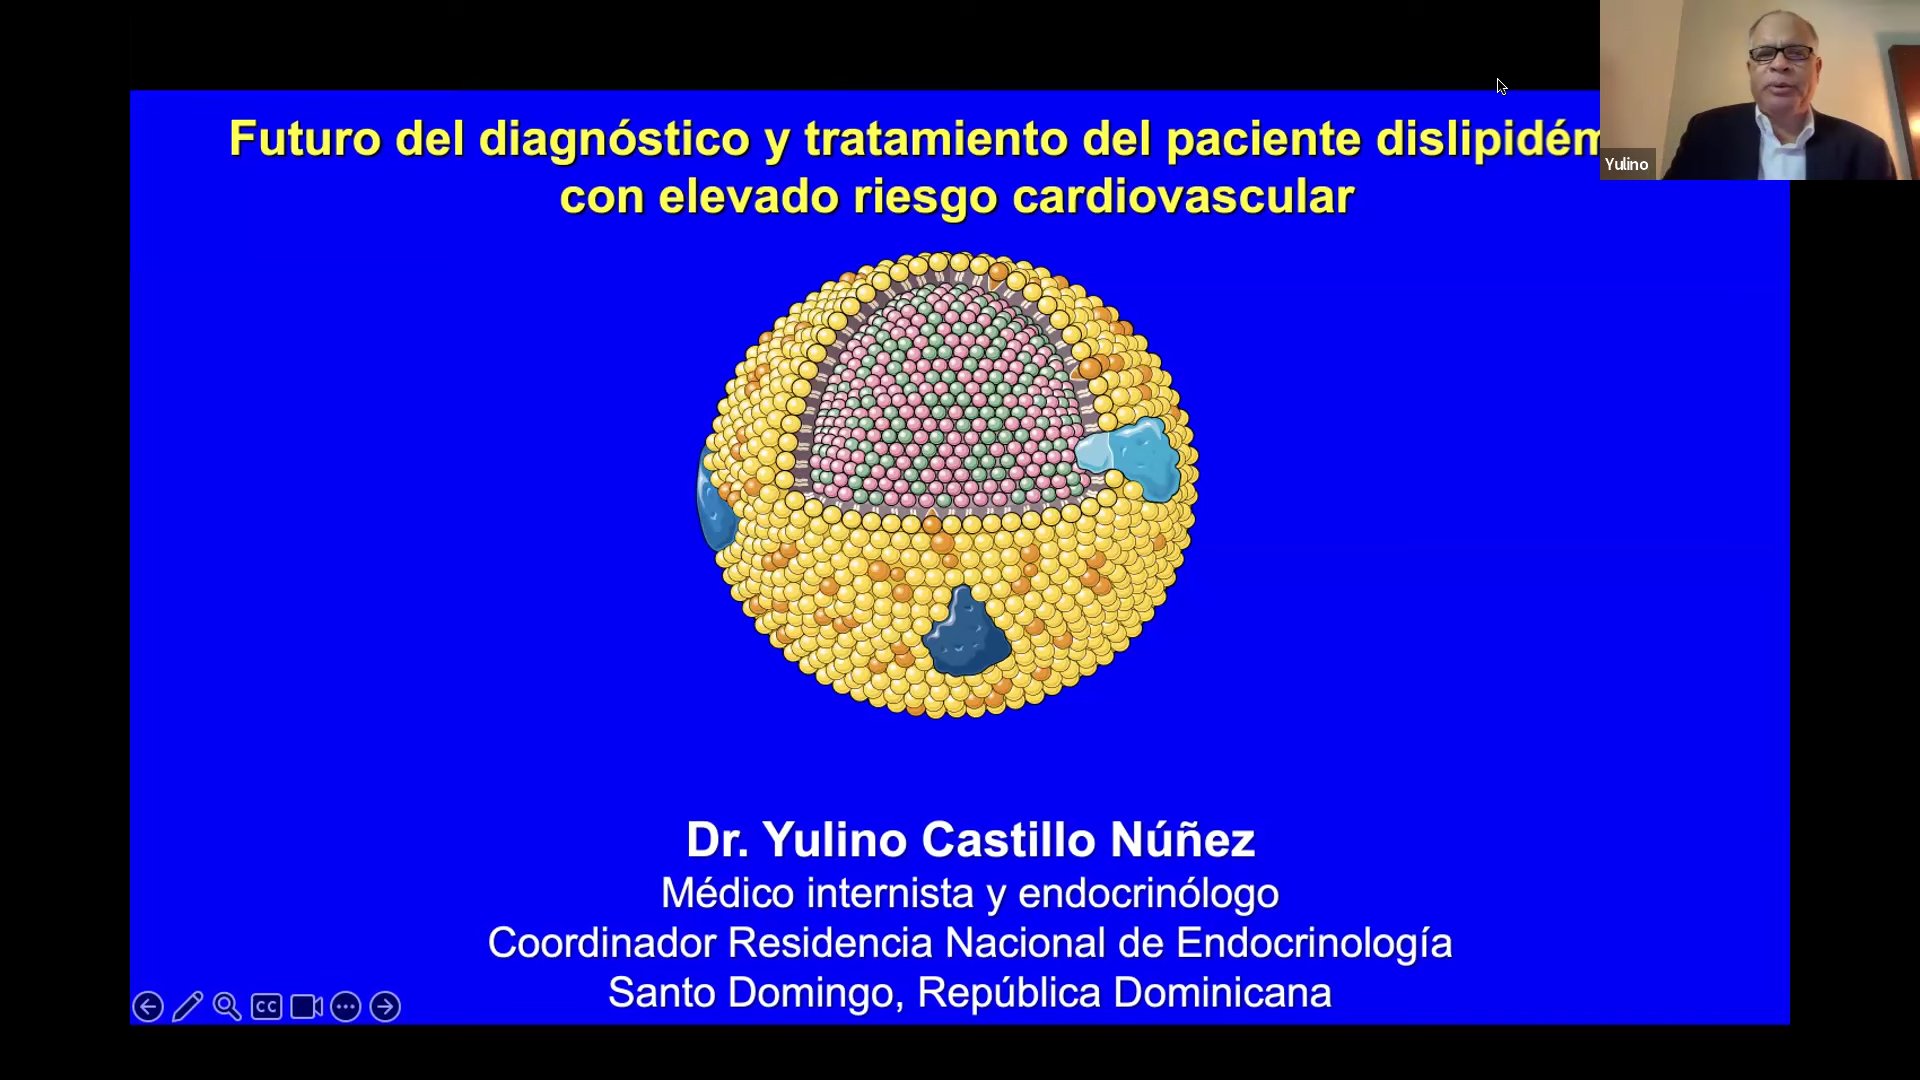 Futuro del diagnóstico y tratamiento del paciente
con elevado riesgo cardiovascular
Yulino
Dr. Yulino Castillo Núñez
Médico internista y endocrinólogo
Coordinador Residencia Nacional de Endocrinología
Santo Domingo, República Dominicana
CC